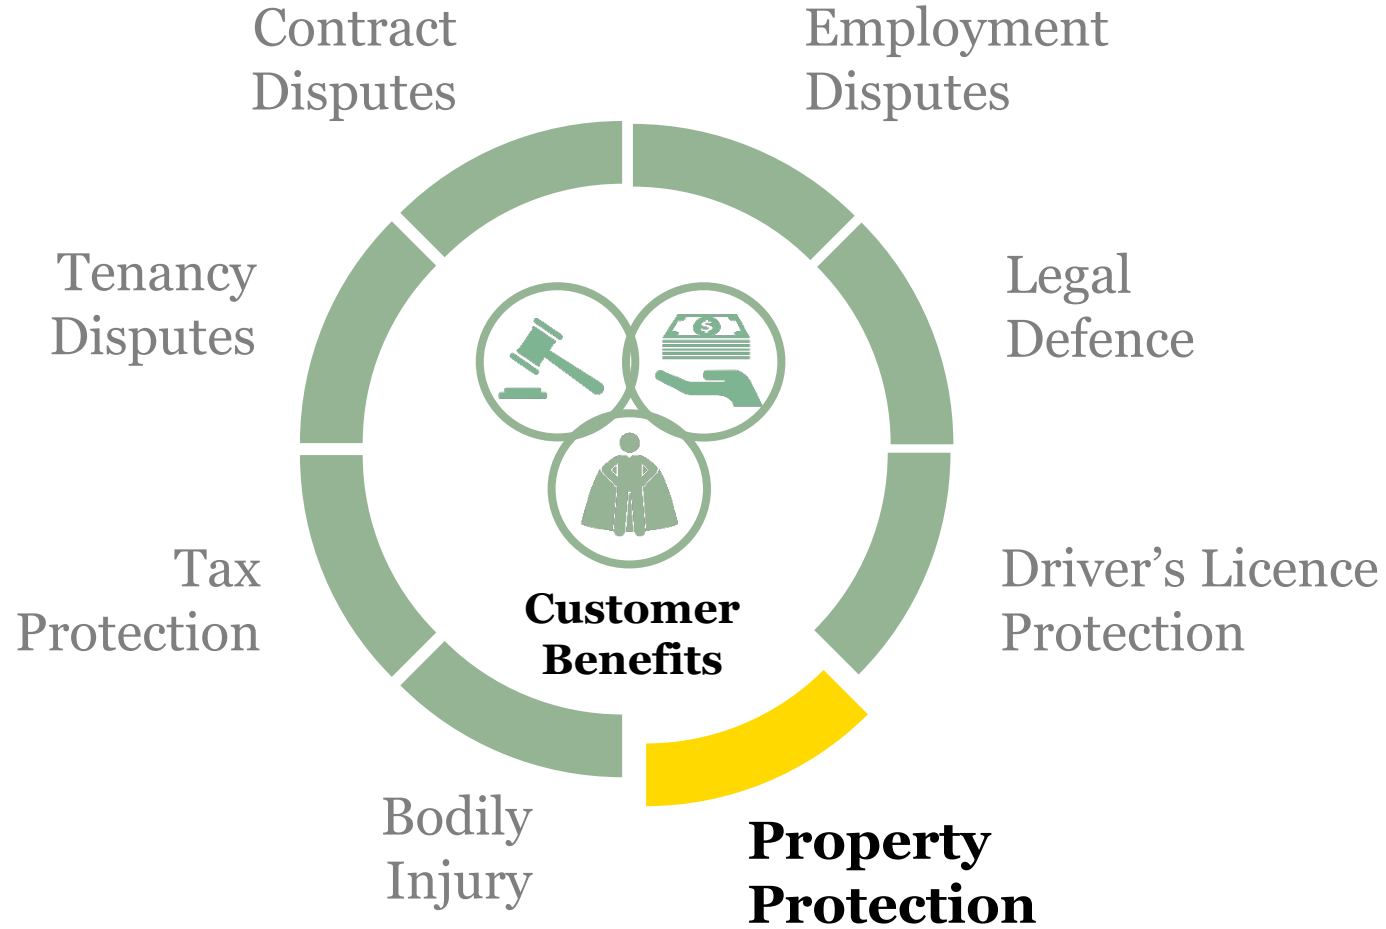 Contract
Disputes
Employment
Disputes
Tenancy
Disputes
Legal
Defence
$
Tax
Protection
Driver’s Licence
Protection
Customer
Benefits
Bodily
Injury
Property
Protection